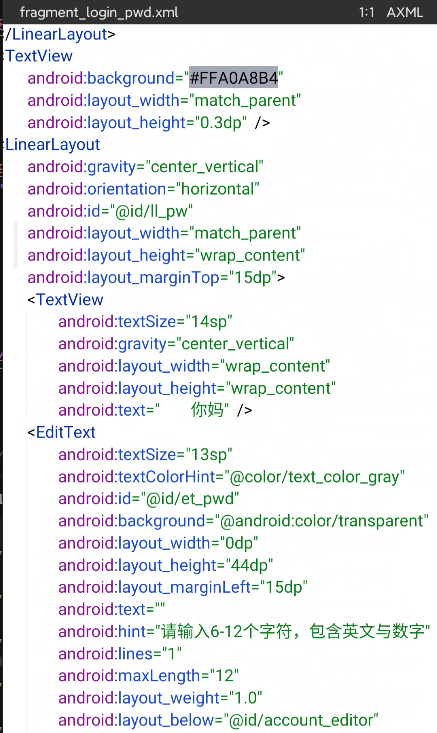 fragment_login_pwd.xml 1:1 AXML
/LinearLayout>
TextView
android:background="#FFA0A8B4"
android:layout_width="match_parent"
android:layout_height="0.3dp" />
LinearLayout
android:gravity="center_vertical"
android:orientation="horizontal"
android:id="@id/ll_pw"
android:layout_width="match_parent"
android:layout_height="wrap_content"
android:layout_marginTop="15dp">
<TextView
android:textSize="14sp"
android:gravity="center_vertical"
android:layout_width="wrap_content"
android:layout_height="wrap_content"
android:text="　　你妈" />
<EditText
android:textSize="13sp"
android:textColorHint="@color/text_color_gray"
android:id="@id/et_pwd"
android:background="@android:color/transparent"
android:layout_width="0dp"
android:layout_height="44dp"
android:layout_marginLeft="15dp"
android:text=""
android:hint="请输入6-12个字符，包含英文与数字"
android:lines="1"
android:maxLength="12"
android:layout_weight="1.0"
android:layout_below="@id/account_editor"